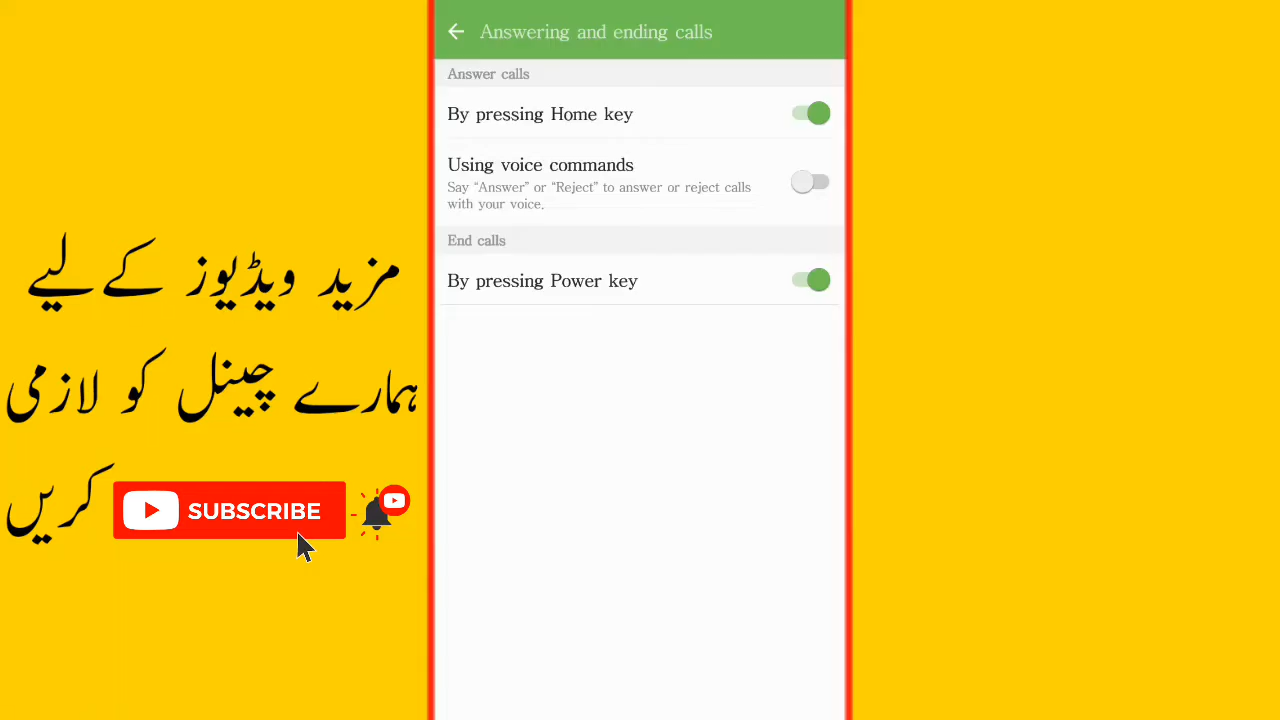 Answering and ending calls
Answer calls
By pressing Home key
Using voice commands
Say “Answer” or “Reject” to answer or reject calls
with your voice.
End calls
By pressing Power key
مزید ویڈیوز کے لیے
ہمارے چینل کو لازمی
SUBSCRIBE کریں